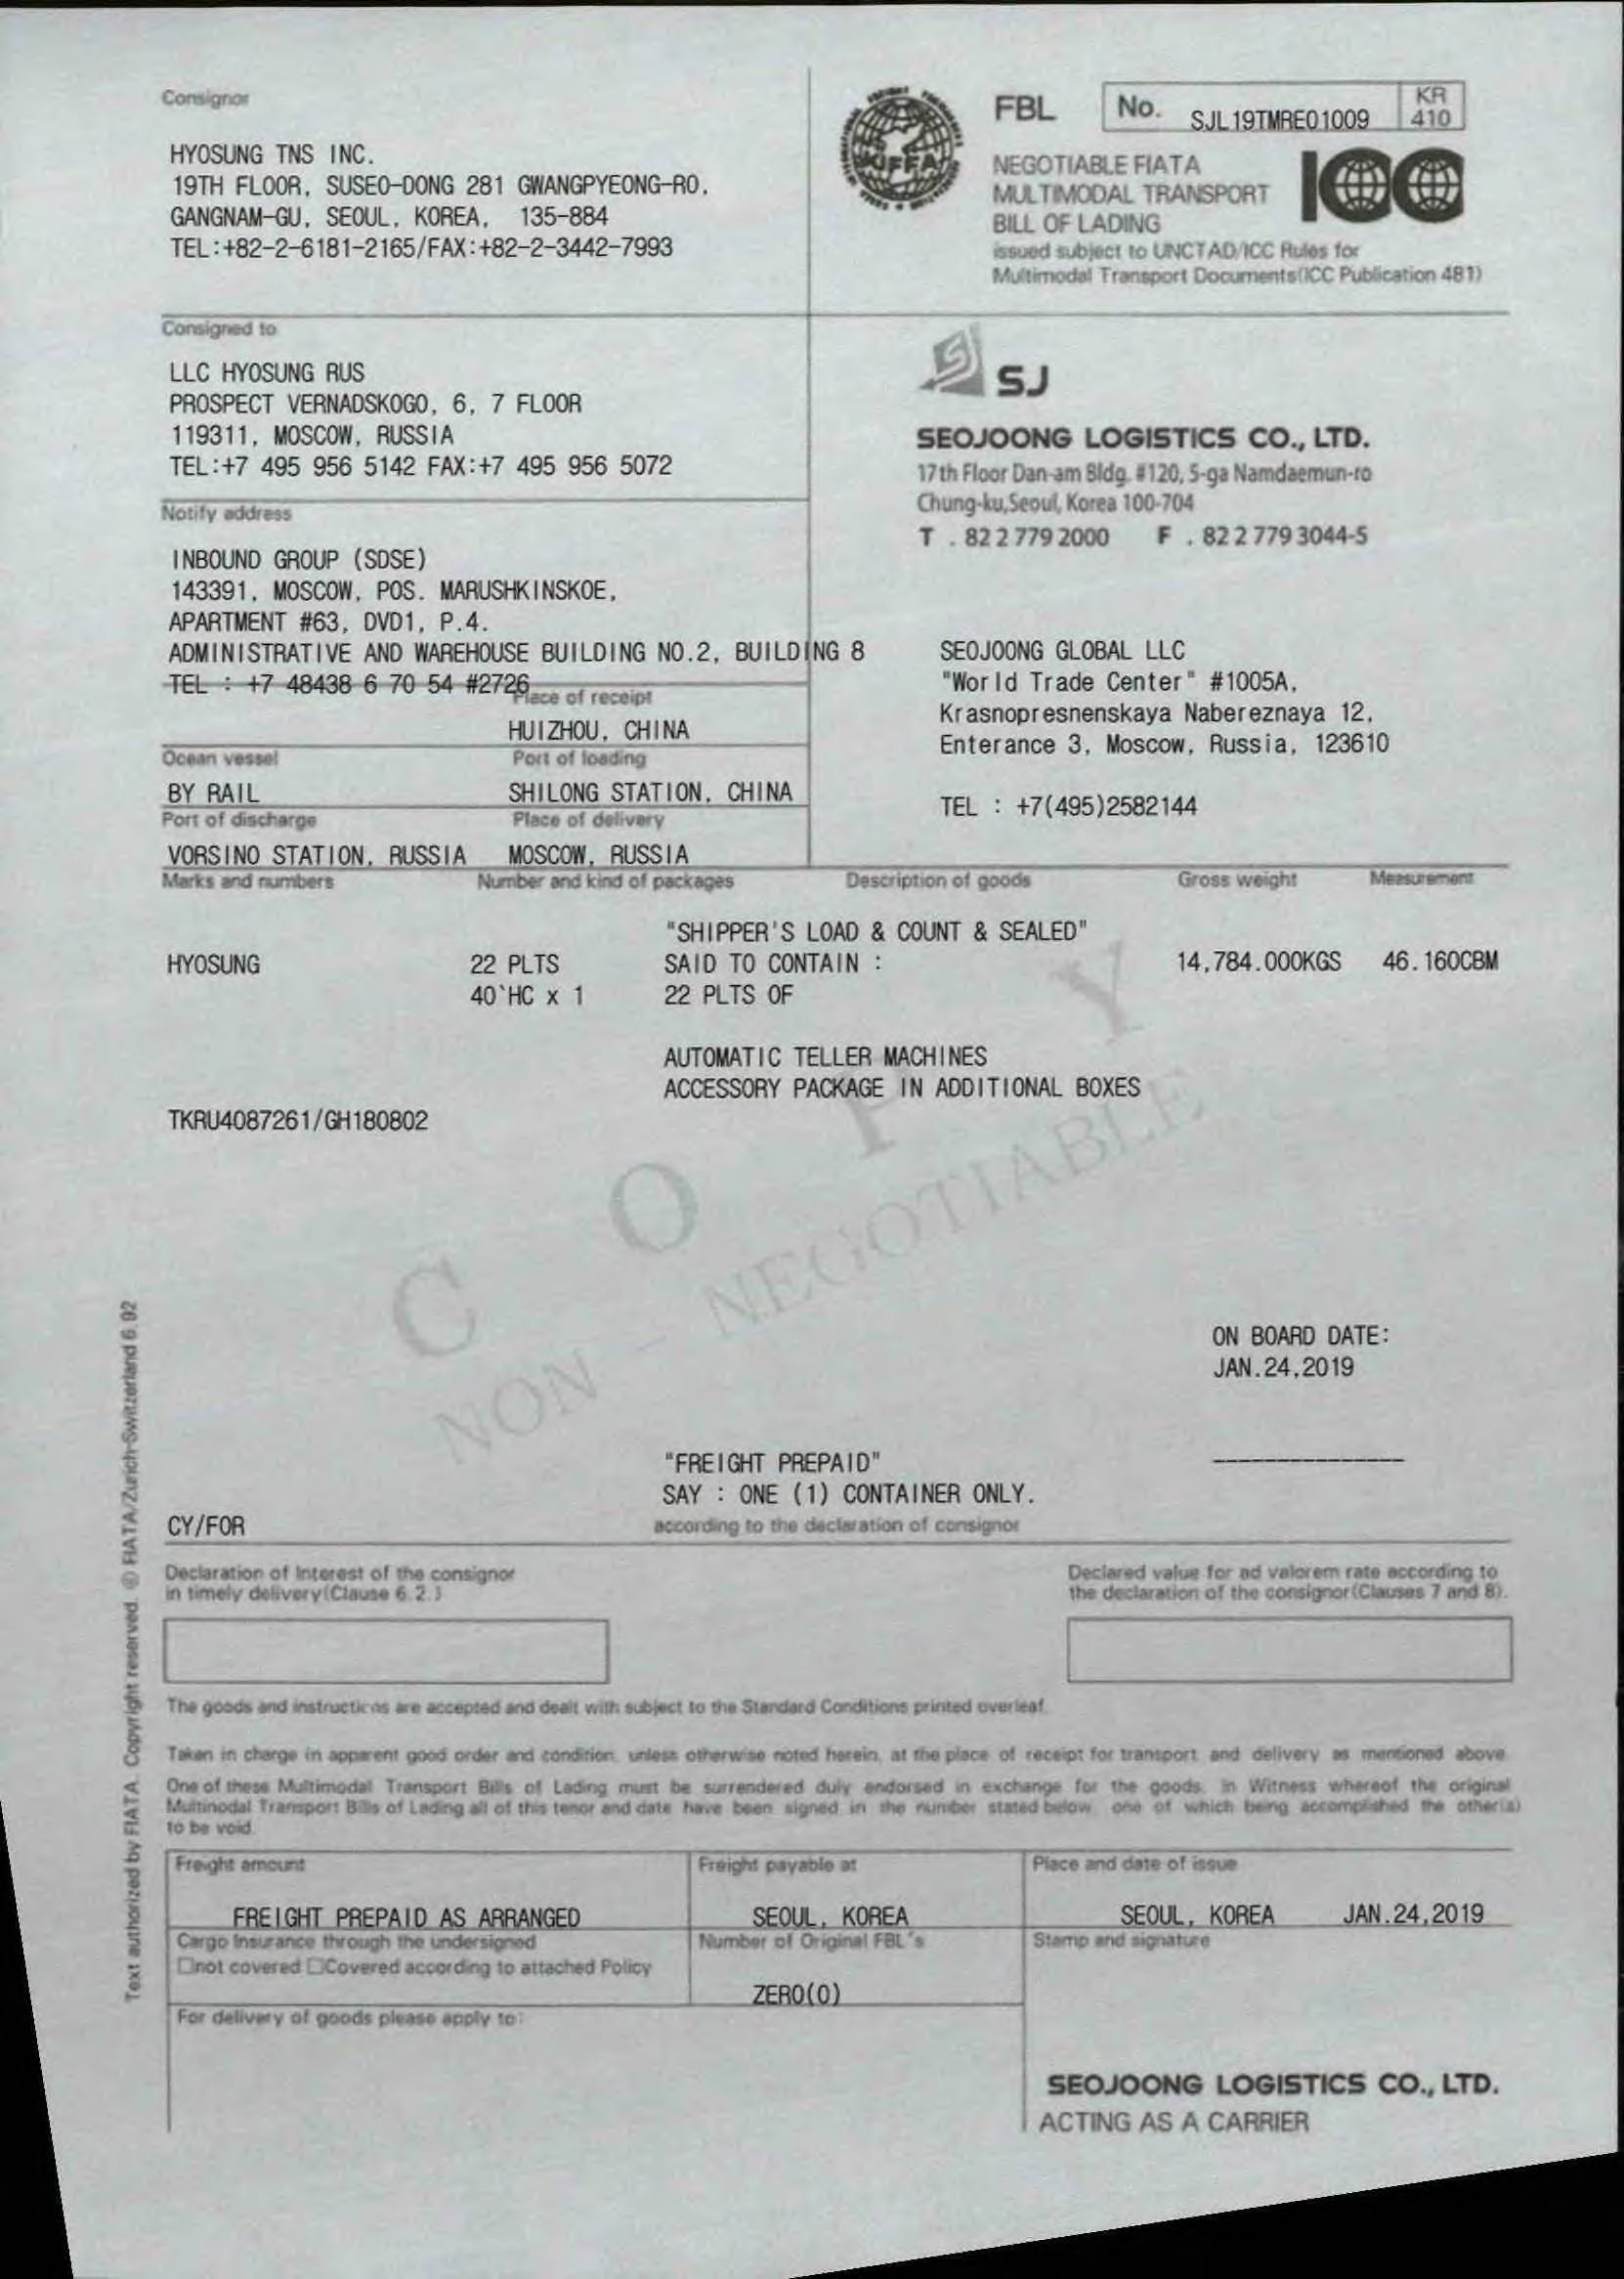 Consignor
HYOSUNG TNS INC.
19TH FLOOR, SUSEO-DONG 281 GWANGPYEONG-RO,
GANGNAM-GU, SEOUL, KOREA, 135-884
TEL:+82-2-6181-2165/FAX:+82-2-3442-7993
KIFFA
FBL
No. SJL19TMRE01009
KR
410
NEGOTIABLE FIATA
MULTIMODAL TRANSPORT
BILL OF LADING
ICC
issued subject to UNCTAD/ICC Rules for
Multimodal Transport Documents(ICC Publication 481)
Consigned to
LLC HYOSUNG RUS
PROSPECT VERNADSKOGO, 6, 7 FLOOR
119311, MOSCOW, RUSSIA
TEL:+7 495 956 5142 FAX:+7 495 956 5072
SJ
SEOJOONG LOGISTICS CO., LTD.
17th Floor Dan-am Bldg. #120, 5-ga Namdaemun-ro
Chung-ku,Seoul, Korea 100-704
T . 82 2 779 2000 F . 82 2 779 3044-5
Notify address
INBOUND GROUP (SDSE)
143391, MOSCOW, POS. MARUSHKINSKOE,
APARTMENT #63, DVD1, P.4.
ADMINISTRATIVE AND WAREHOUSE BUILDING NO.2, BUILDING 8
TEL : +7 48438 6 70 54 #2726
SEOJOONG GLOBAL LLC
"World Trade Center" #1005A,
Krasnopresnenskaya Nabereznaya 12,
Enterance 3, Moscow, Russia, 123610
TEL : +7(495)2582144
Place of receipt
HUIZHOU, CHINA
Ocean vessel Port of loading
BY RAIL SHILONG STATION, CHINA
Port of discharge Place of delivery
VORSINO STATION, RUSSIA MOSCOW, RUSSIA
Marks and numbers Number and kind of packages Description of goods Gross weight Measurement
"SHIPPER'S LOAD & COUNT & SEALED"
HYOSUNG 22 PLTS SAID TO CONTAIN : 14,784.000KGS 46.160CBM
40`HC x 1 22 PLTS OF
AUTOMATIC TELLER MACHINES
ACCESSORY PACKAGE IN ADDITIONAL BOXES
TKRU4087261/GH180802
COPY
NON - NEGOTIABLE
ON BOARD DATE:
JAN.24,2019
"FREIGHT PREPAID"
SAY : ONE (1) CONTAINER ONLY.
CY/FOR
according to the declaration of consignor
Declaration of Interest of the consignor
in timely delivery(Clause 6.2.)
Declared value for ad valorem rate according to
the declaration of the consignor(Clauses 7 and 8).
The goods and instructions are accepted and dealt with subject to the Standard Conditions printed overleaf.
Taken in charge in apparent good order and condition, unless otherwise noted herein, at the place of receipt for transport and delivery as mentioned above.
One of these Multimodal Transport Bills of Lading must be surrendered duly endorsed in exchange for the goods. In Witness whereof the original
Multinodal Transport Bills of Lading all of this tenor and date have been signed in the number stated below, one of which being accomplished the other(s)
to be void.
Freight amount
FREIGHT PREPAID AS ARRANGED
Freight payable at
SEOUL, KOREA
Place and date of issue
SEOUL, KOREA JAN.24,2019
Cargo Insurance through the undersigned
□not covered □Covered according to attached Policy
Number of Original FBL's
ZERO(0)
Stamp and signature
For delivery of goods please apply to:
SEOJOONG LOGISTICS CO., LTD.
ACTING AS A CARRIER
Text authorized by FIATA. Copyright reserved. © FIATA/Zurich-Switzerland 6.92